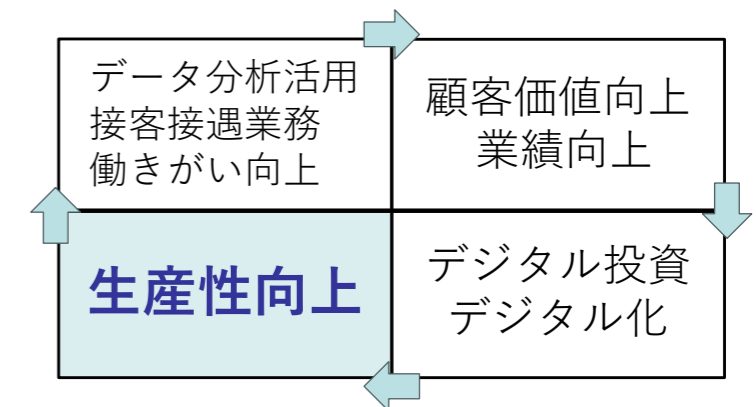 データ分析活用
接客接遇業務
働きがい向上
顧客価値向上
業績向上
生産性向上
デジタル投資
デジタル化